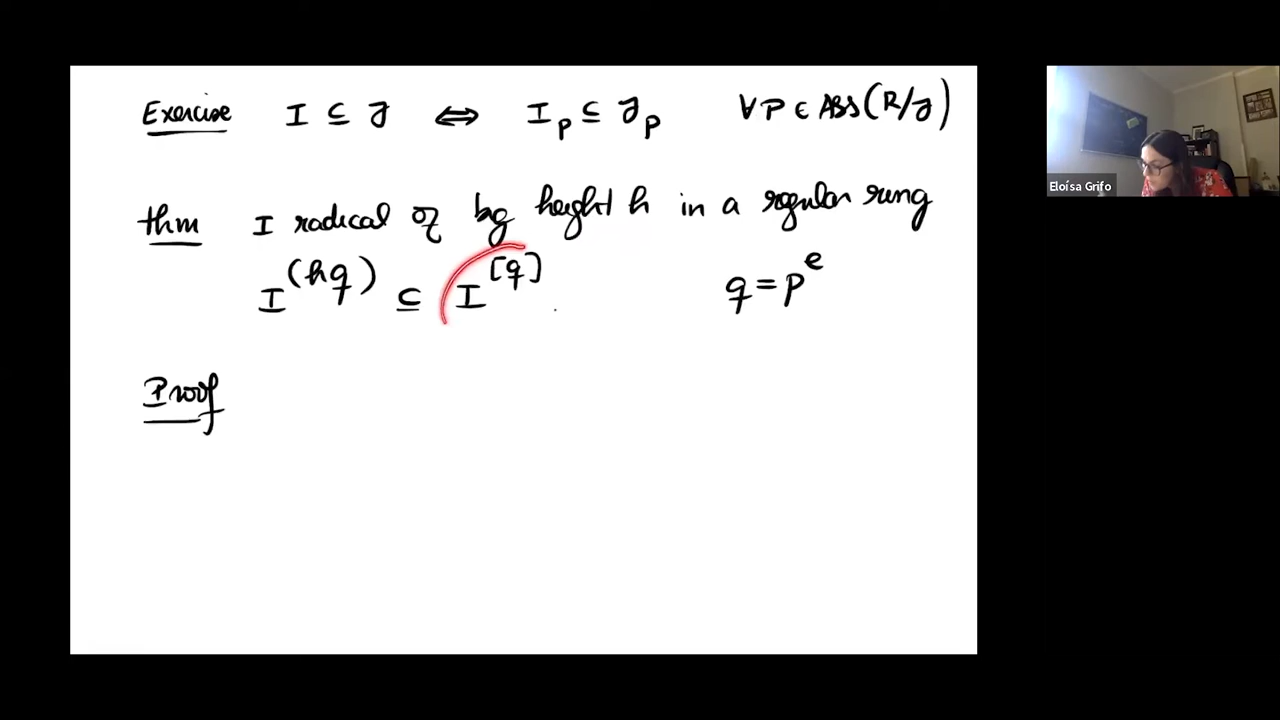 Exercise I ⊆ J ⇔ I_P ⊆ J_P ∀ P ∈ Ass(R/J)
thm I radical of big height h in a regular ring
I^(hq) ⊆ I^[q] . q = p^e
Proof
Eloísa Grifo